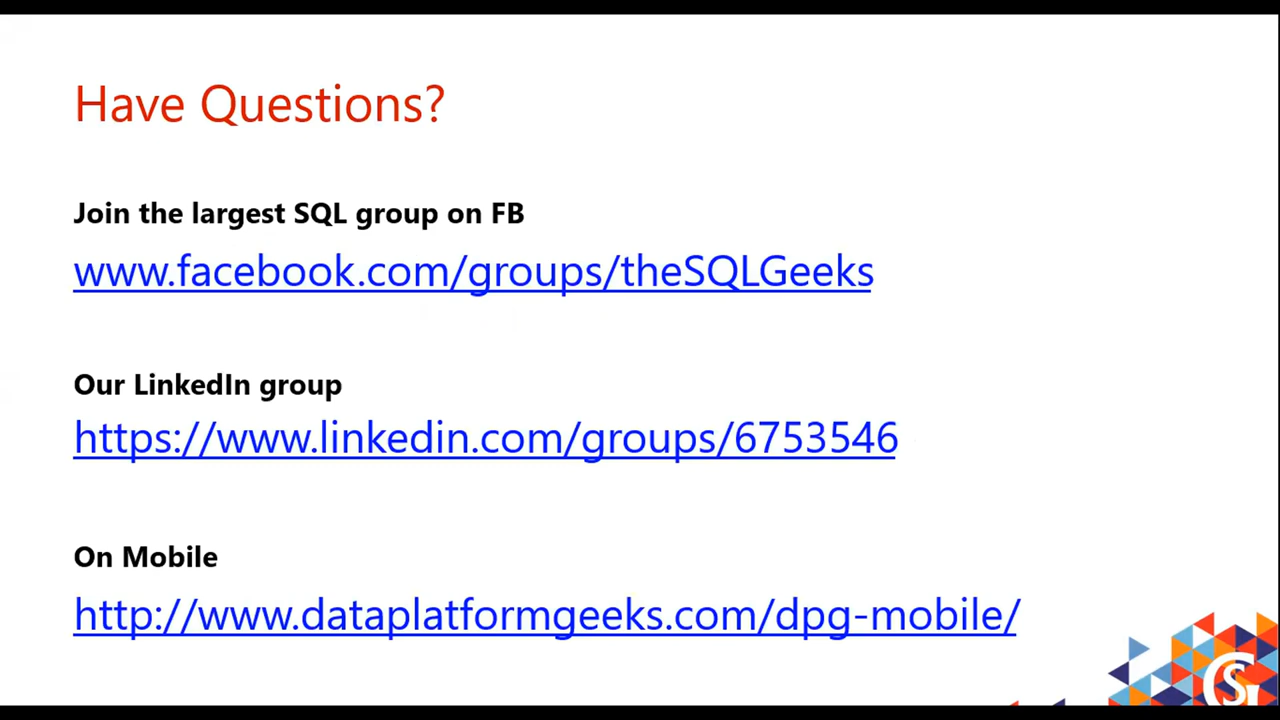 Have Questions?
Join the largest SQL group on FB
www.facebook.com/groups/theSQLGeeks
Our LinkedIn group
https://www.linkedin.com/groups/6753546
On Mobile
http://www.dataplatformgeeks.com/dpg-mobile/